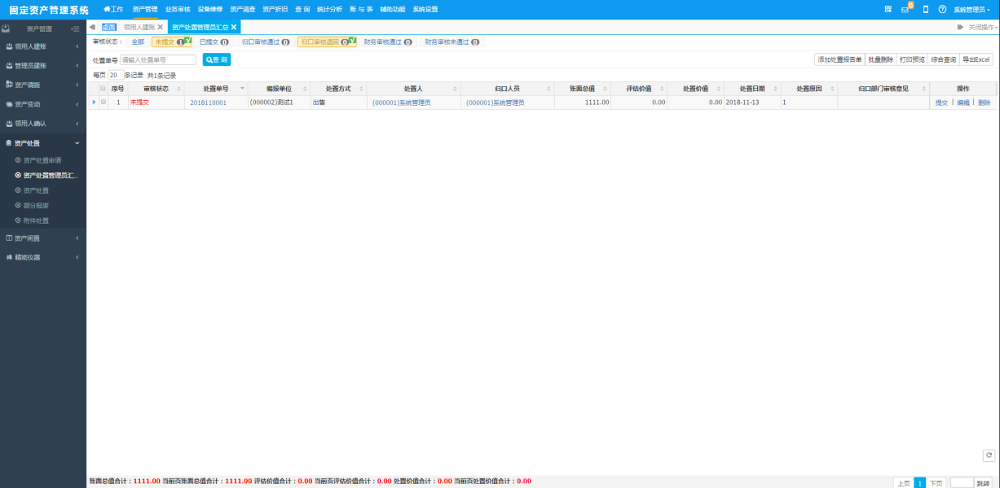 固定资产管理系统 工作 资产管理 业务审核 设备维修 资产清查 资产折旧 查 询 统计分析 账 与 表 辅助功能 系统设置 0 系统管理员
资产管理 桌面 领用人建账 资产处置管理员汇总 关闭操作
审核状态： 全部 未提交 1 已提交 0 归口审核通过 0 归口审核退回 0 财务审核通过 0 财务审核未通过 0
领用人建账
处置单号 请输入处置单号 查 询 添加处置报告单 批量删除 打印预览 综合查询 导出Excel
管理员建账
每页 20 条记录 共1条记录
资产调拨
序号 审核状态 处置单号 编报单位 处置方式 处置人 归口人员 账面总值 评估价值 处置价值 处置日期 处置原因 归口部门审核意见 操作
1 未提交 2018110001 (000002)测试1 出售 (000001)系统管理员 (000001)系统管理员 1111.00 0.00 0.00 2018-11-13 1 提交 | 编辑 | 删除
资产变动
领用人确认
资产处置
资产处置申请
资产处置管理员汇...
资产处置
部分报废
附件处置
资产闲置
精密仪器
账面总值合计：1111.00 当前页账面总值合计：1111.00 评估价值合计：0.00 当前页评估价值合计：0.00 处置价值合计：0.00 当前页处置价值合计：0.00
上页 1 下页 跳转